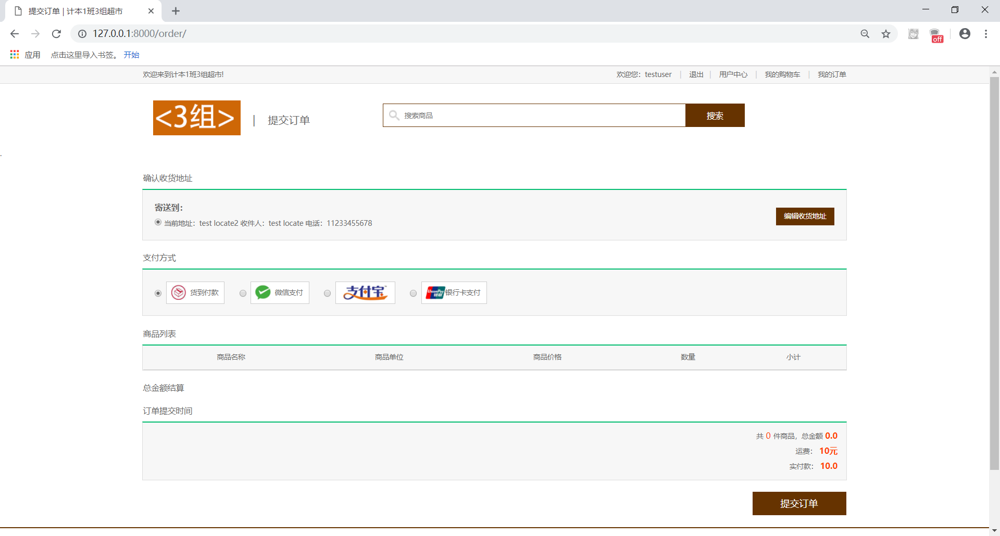 提交订单 | 计本1班3组超市
127.0.0.1:8000/order/
off
应用 点击这里导入书签。 开始
欢迎来到计本1班3组超市!
欢迎您：testuser | 退出 | 用户中心 | 我的购物车 | 我的订单
<3组> | 提交订单
搜索商品 搜索
确认收货地址
寄送到：
当前地址：test locate2 收件人：test locate 电话：11233455678
编辑收货地址
支付方式
货到付款 微信支付 支付宝 UnionPay 银联 银行卡支付
商品列表
商品名称 商品单位 商品价格 数量 小计
总金额结算
订单提交时间
共 0 件商品，总金额 0.0
运费： 10元
实付款： 10.0
提交订单